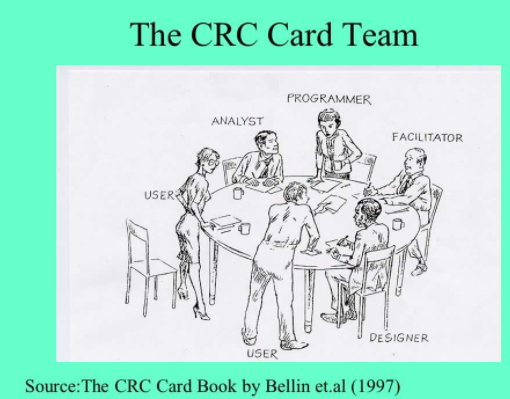 The CRC Card Team
PROGRAMMER
ANALYST
FACILITATOR
USER
DESIGNER
USER
Source:The CRC Card Book by Bellin et.al (1997)